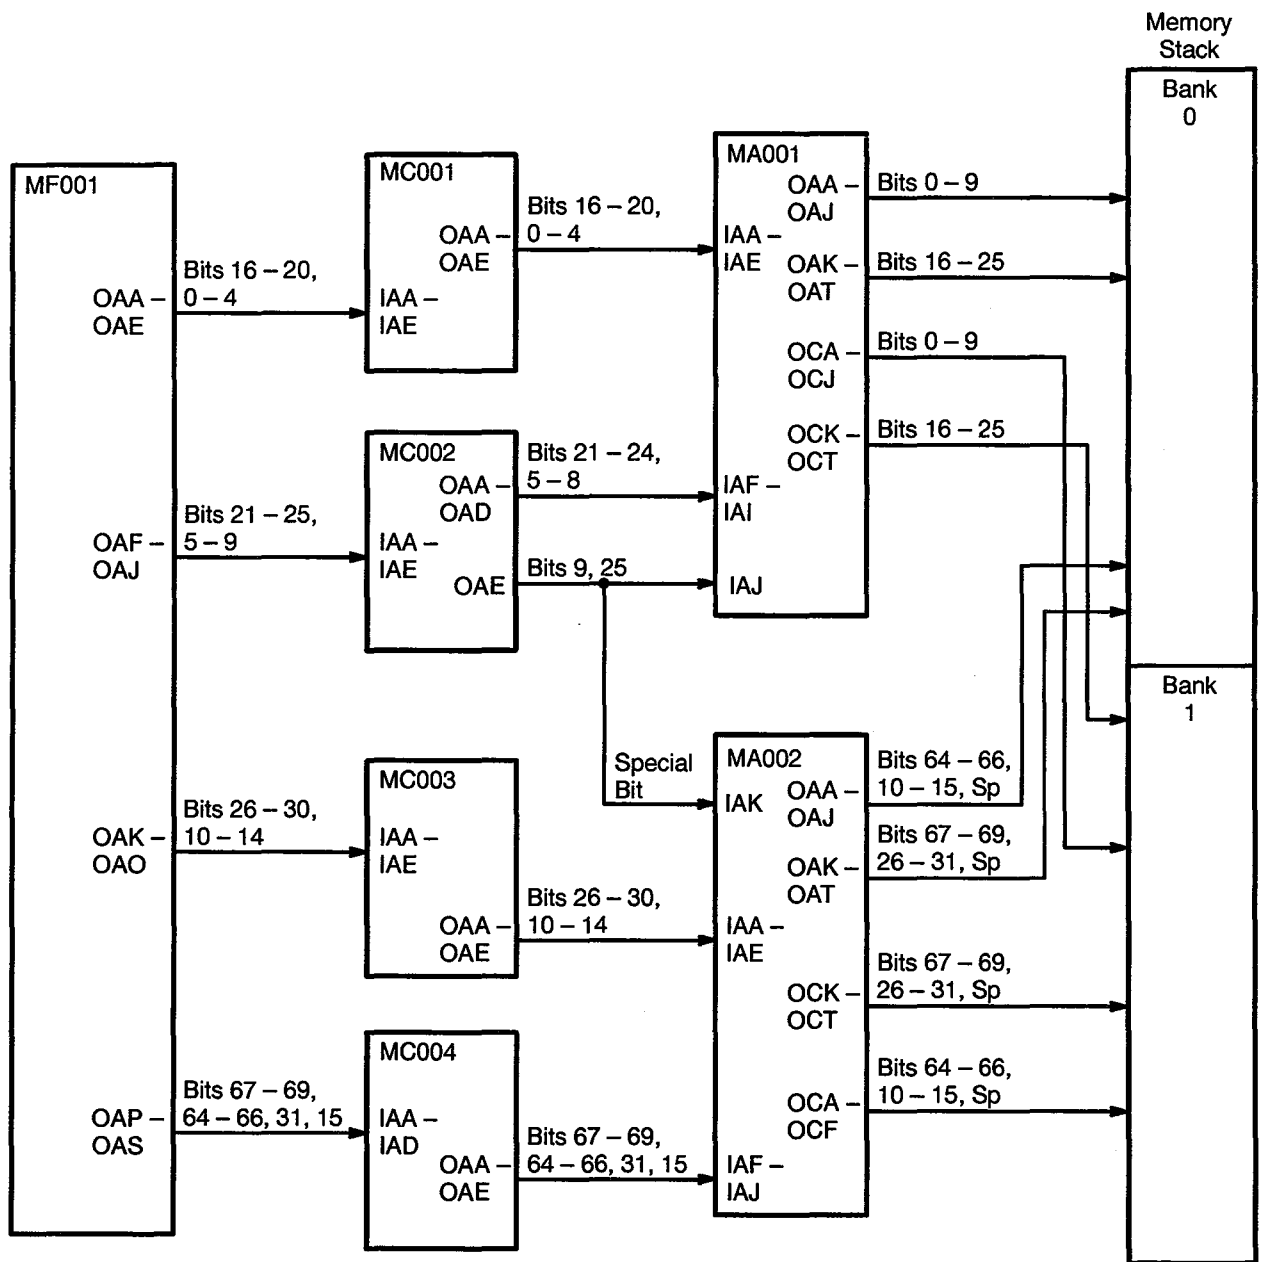 Memory
Stack
Bank
0
MF001
OAA –
OAE
Bits 16 – 20,
0 – 4
OAF –
OAJ
Bits 21 – 25,
5 – 9
OAK –
OAO
Bits 26 – 30,
10 – 14
OAP –
OAS
Bits 67 – 69,
64 – 66, 31, 15
MC001
OAA –
OAE
IAA –
IAE
Bits 16 – 20,
0 – 4
MC002
OAA –
OAD
IAA –
IAE
OAE
Bits 21 – 24,
5 – 8
Bits 9, 25
Special
Bit
MC003
IAA –
IAE
OAA –
OAE
Bits 26 – 30,
10 – 14
MC004
IAA –
IAD
OAA –
OAE
Bits 67 – 69,
64 – 66, 31, 15
MA001
OAA –
OAJ
IAA –
IAE
OAK –
OAT
OCA –
OCJ
OCK –
OCT
IAF –
IAI
IAJ
Bits 0 – 9
Bits 16 – 25
Bits 0 – 9
Bits 16 – 25
MA002
IAK
OAA –
OAJ
OAK –
OAT
IAA –
IAE
OCK –
OCT
OCA –
OCF
IAF –
IAJ
Bits 64 – 66,
10 – 15, Sp
Bits 67 – 69,
26 – 31, Sp
Bits 67 – 69,
26 – 31, Sp
Bits 64 – 66,
10 – 15, Sp
Bank
1